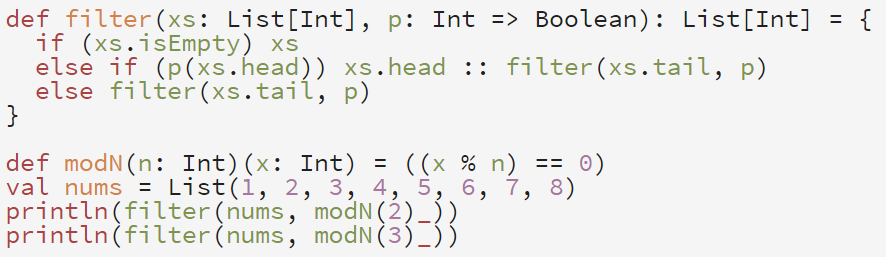 def filter(xs: List[Int], p: Int => Boolean): List[Int] = {
  if (xs.isEmpty) xs
  else if (p(xs.head)) xs.head :: filter(xs.tail, p)
  else filter(xs.tail, p)
}

def modN(n: Int)(x: Int) = ((x % n) == 0)
val nums = List(1, 2, 3, 4, 5, 6, 7, 8)
println(filter(nums, modN(2)_))
println(filter(nums, modN(3)_))